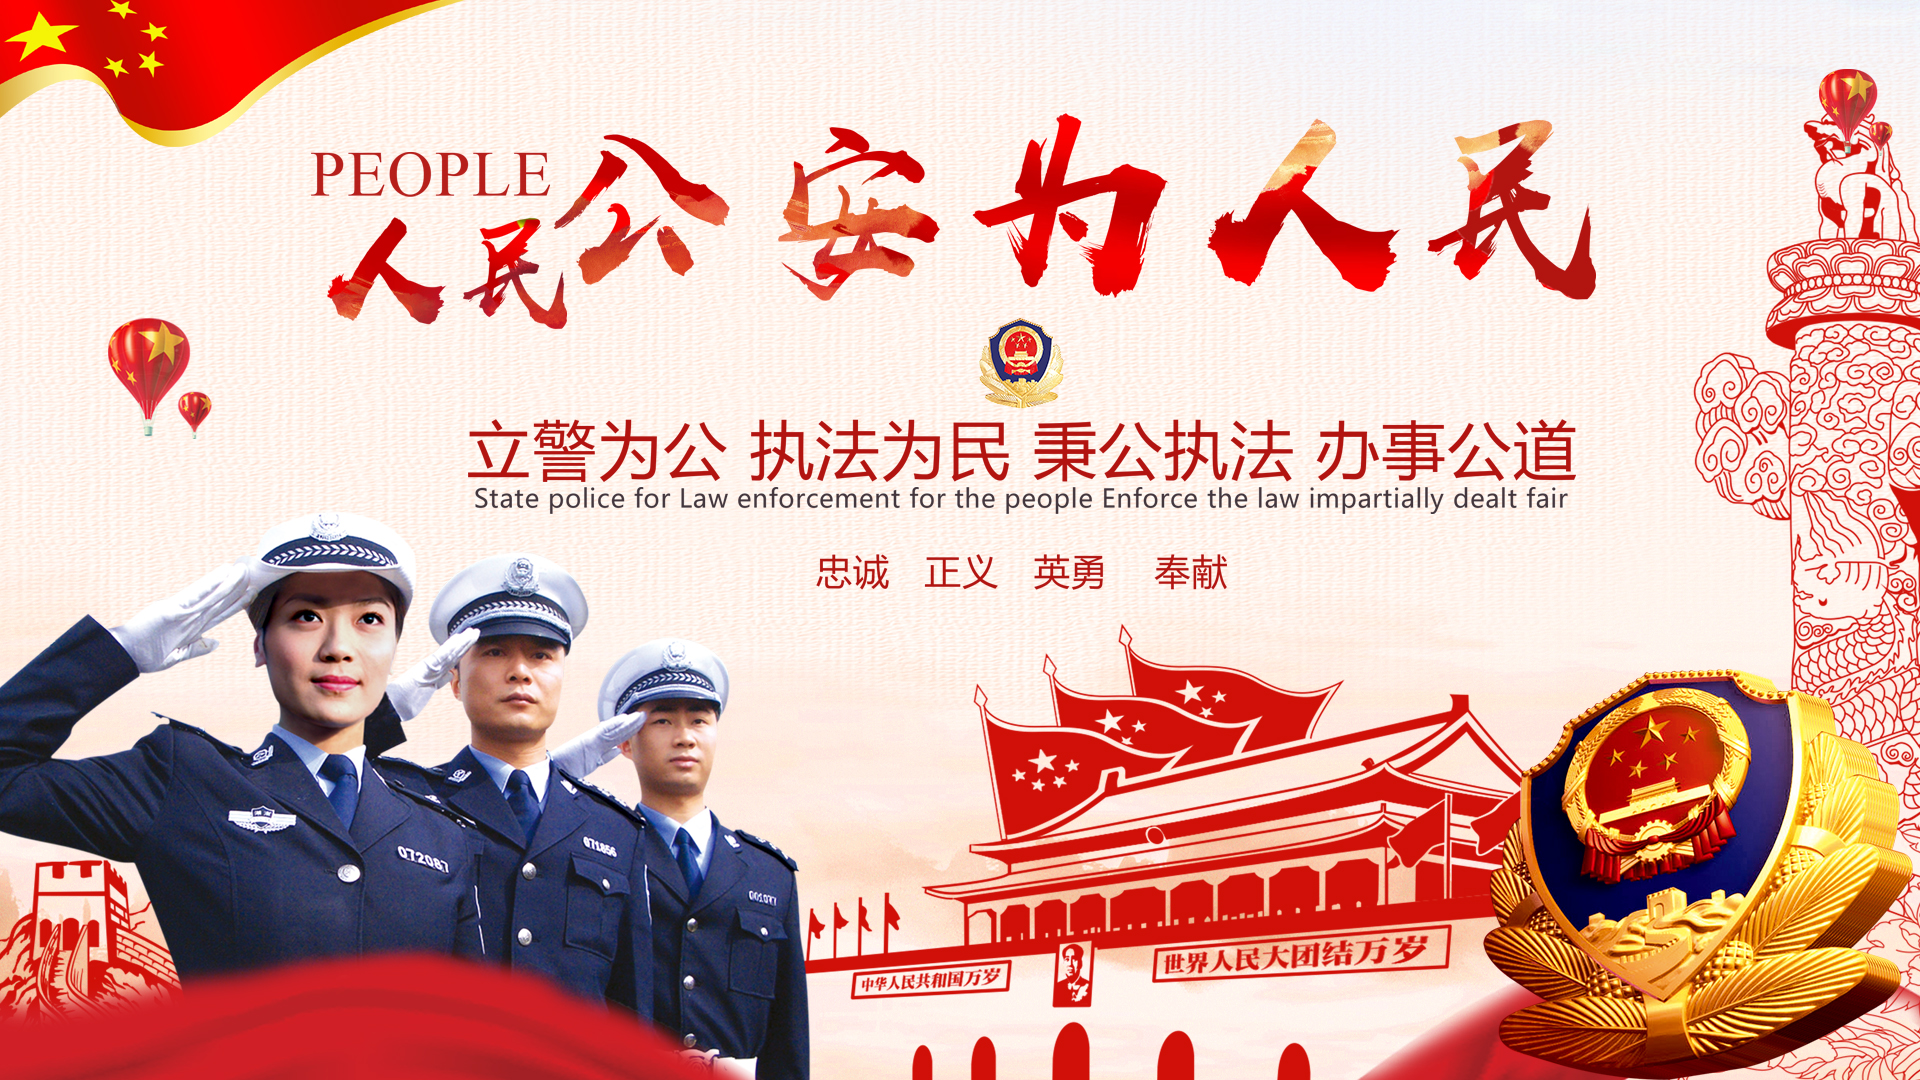 PEOPLE
人民公安为人民
立警为公 执法为民 秉公执法 办事公道
State police for Law enforcement for the people Enforce the law impartially dealt fair
忠诚 正义 英勇 奉献
072087
071856
001077
中华人民共和国万岁
世界人民大团结万岁